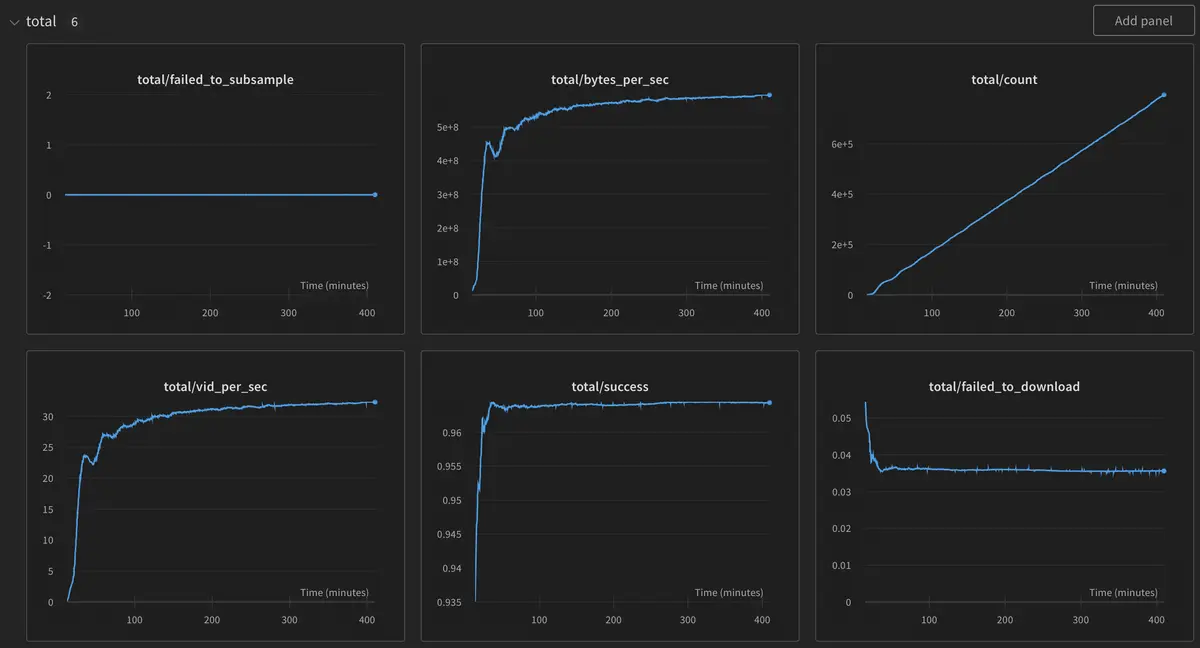 total 6
Add panel
total/failed_to_subsample
2
1
0
-1
-2
Time (minutes)
100 200 300 400
total/bytes_per_sec
5e+8
4e+8
3e+8
2e+8
1e+8
0
Time (minutes)
100 200 300 400
total/count
6e+5
4e+5
2e+5
0
Time (minutes)
100 200 300 400
total/vid_per_sec
30
25
20
15
10
5
0
Time (minutes)
100 200 300 400
total/success
0.96
0.955
0.95
0.945
0.94
0.935
Time (minutes)
100 200 300 400
total/failed_to_download
0.05
0.04
0.03
0.02
0.01
0
Time (minutes)
100 200 300 400